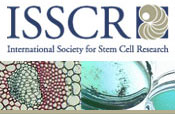 ISSCR
International Society for Stem Cell Research